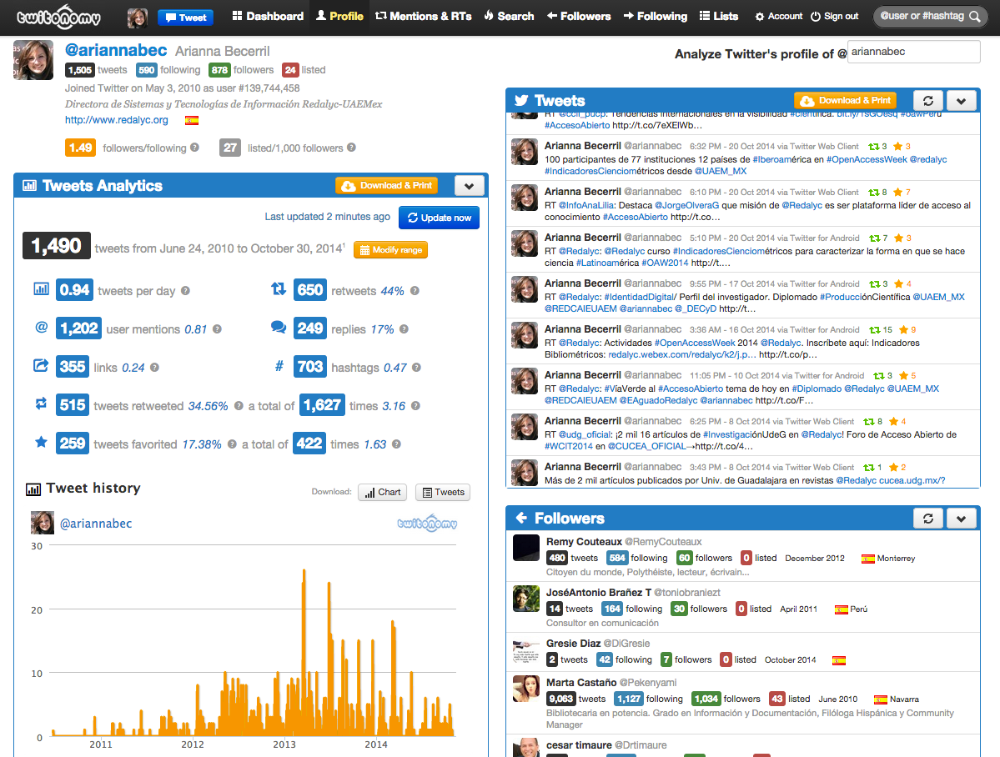 twitonomy Tweet Dashboard Profile Mentions & RTs Search Followers Following Lists Account Sign out @user or #hashtag
@ariannabec Arianna Becerril
1,505 tweets 590 following 878 followers 24 listed
Joined Twitter on May 3, 2010 as user #139,744,458
Directora de Sistemas y Tecnologías de Información Redalyc-UAEMex
http://www.redalyc.org
1.49 followers/following ? 27 listed/1,000 followers ?
Analyze Twitter's profile of @ ariannabec
Tweets Analytics Download & Print
Last updated 2 minutes ago Update now
1,490 tweets from June 24, 2010 to October 30, 2014¹ Modify range
0.94 tweets per day ? 650 retweets 44% ?
@ 1,202 user mentions 0.81 ? 249 replies 17% ?
355 links 0.24 ? # 703 hashtags 0.47 ?
515 tweets retweeted 34.56% ? a total of 1,627 times 3.16 ?
259 tweets favorited 17.38% ? a total of 422 times 1.63 ?
Tweet history Download: Chart Tweets
@ariannabec twitonomy
30
20
10
0
2011 2012 2013 2014
Tweets Download & Print
RT @ccii_pucp: Tendencias internacionales en la visibilidad #científica. bit.ly/1sGOesq #oawPeru
#AccesoAbierto http://t.co/7eXElWb…
Arianna Becerril @ariannabec 6:32 PM - 20 Oct 2014 via Twitter Web Client 3 3
100 participantes de 77 instituciones 12 países de #Iberoamérica en #OpenAccessWeek @redalyc
#IndicadoresCienciométricos desde @UAEM_MX
Arianna Becerril @ariannabec 6:10 PM - 20 Oct 2014 via Twitter Web Client 8 7
RT @InfoAnaLilia: Destaca @JorgeOlveraG que misión de @Redalyc es ser plataforma líder de acceso al
conocimiento #AccesoAbierto http://t.co…
Arianna Becerril @ariannabec 5:10 PM - 20 Oct 2014 via Twitter for Android 7 3
RT @Redalyc: @Redalyc curso #IndicadoresCienciométricos para caracterizar la forma en que se hace
ciencia #Latinoamérica #OAW2014 http://t.…
Arianna Becerril @ariannabec 9:55 PM - 17 Oct 2014 via Twitter for Android 3 4
RT @Redalyc: #IdentidadDigital/ Perfil del investigador. Diplomado #ProducciónCientífica @UAEM_MX
@REDCAIEUAEM @ariannabec @_DECyD http://t…
Arianna Becerril @ariannabec 3:36 AM - 16 Oct 2014 via Twitter for Android 15 9
RT @Redalyc: Actividades #OpenAccessWeek 2014 @Redalyc. Inscríbete aquí: Indicadores
Bibliométricos: redalyc.webex.com/redalyc/k2/j.p… http://t.co/p…
Arianna Becerril @ariannabec 11:05 PM - 10 Oct 2014 via Twitter for Android 3 5
RT @Redalyc: #VíaVerde al #AccesoAbierto tema de hoy en #Diplomado @Redalyc @UAEM_MX
@REDCAIEUAEM @EAguadoRedalyc @ariannabec http://t.co/F…
Arianna Becerril @ariannabec 6:25 PM - 8 Oct 2014 via Twitter Web Client 8 4
RT @udg_oficial: ¡2 mil 16 artículos de #InvestigaciónUdeG en @Redalyc! Foro de Acceso Abierto de
#WCIT2014 en @CUCEA_OFICIAL→http://t.co/4…
Arianna Becerril @ariannabec 3:43 PM - 8 Oct 2014 via Twitter Web Client 1 2
Más de 2 mil artículos publicados por Univ. de Guadalajara en revistas @Redalyc cucea.udg.mx/?
Followers
Remy Couteaux @RemyCouteaux
480 tweets 584 following 60 followers 0 listed December 2012 Monterrey
Citoyen du monde, Polythéiste, lecteur, écrivain...
JoséAntonio Brañez T @toniobraniezt
14 tweets 164 following 30 followers 0 listed April 2011 Perú
Consultor en comunicación
Gresie Diaz @DiGresie
2 tweets 42 following 7 followers 0 listed October 2014
Marta Castaño @Pekenyami
9,063 tweets 1,127 following 1,034 followers 43 listed June 2010 Navarra
Bibliotecaria en potencia. Grado en Información y Documentación, Filóloga Hispánica y Community
Manager
cesar timaure @Drtimaure